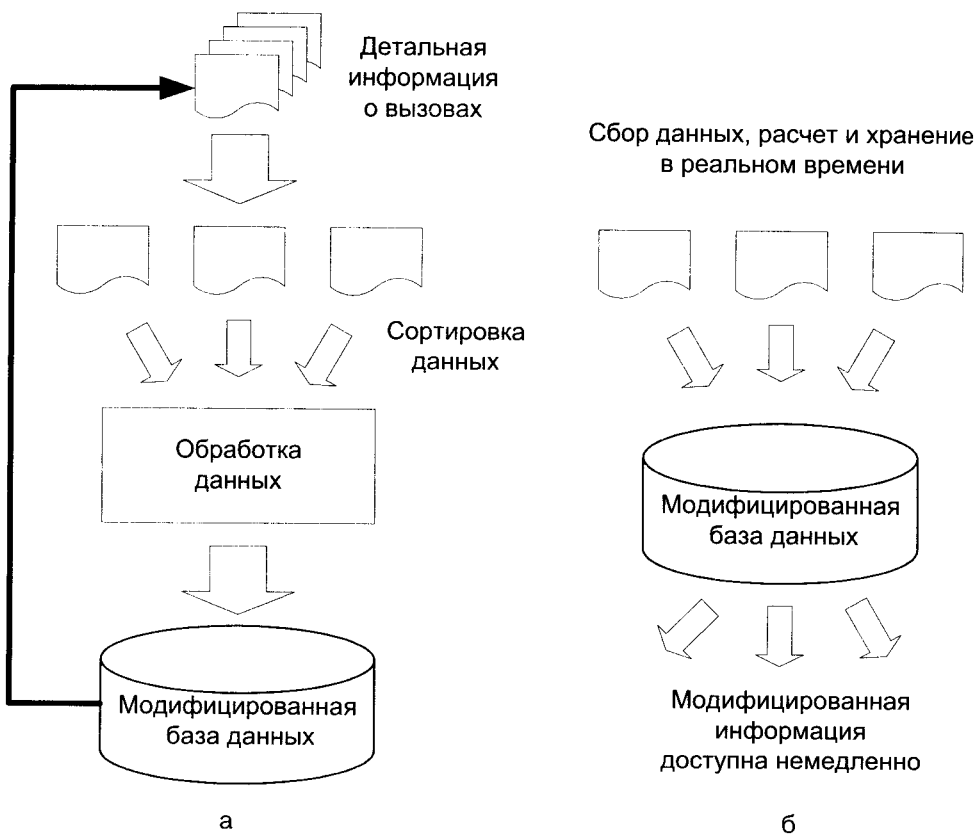 Детальная
информация
о вызовах
Сортировка
данных
Обработка
данных
Модифицированная
база данных
а
Сбор данных, расчет и хранение
в реальном времени
Модифицированная
база данных
Модифицированная
информация
доступна немедленно
б